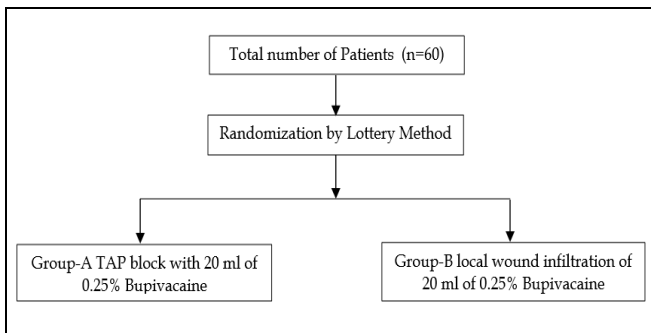 Total number of Patients (n=60)
Randomization by Lottery Method
Group-A TAP block with 20 ml of
0.25% Bupivacaine
Group-B local wound infiltration of
20 ml of 0.25% Bupivacaine